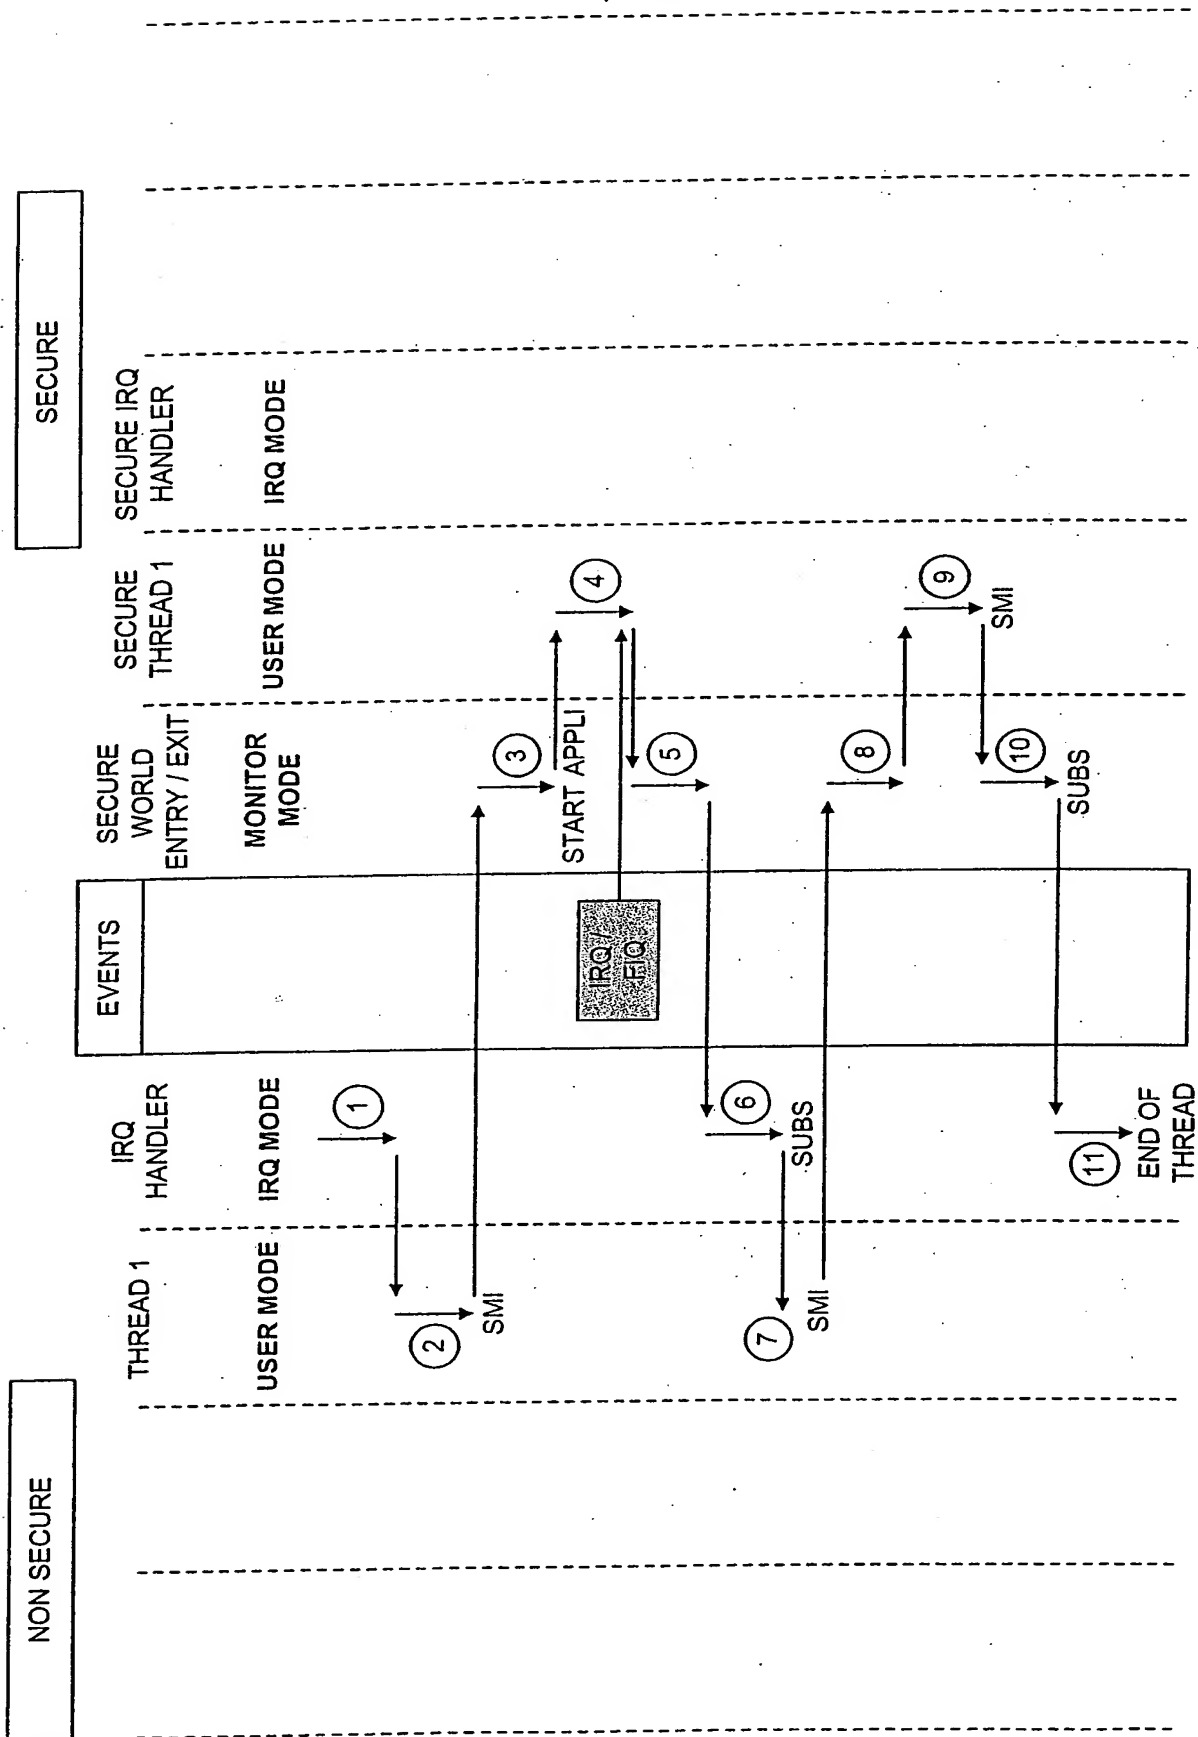 NON SECURE
SECURE
EVENTS
THREAD 1
IRQ
HANDLER
SECURE
WORLD
ENTRY / EXIT
SECURE
THREAD 1
SECURE IRQ
HANDLER
USER MODE
IRQ MODE
MONITOR
MODE
USER MODE
IRQ MODE
1
2
SMI
3
START APPLI
4
IRQ /
FIQ
5
6
SUBS
7
SMI
8
9
SMI
10
SUBS
11
END OF
THREAD